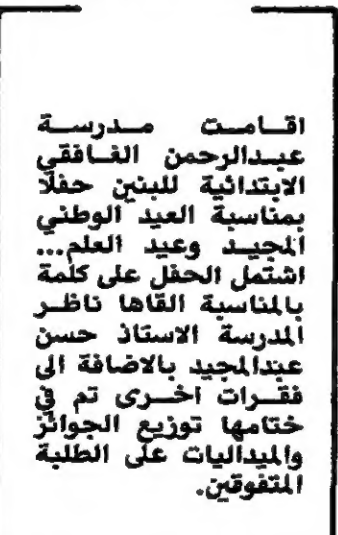 اقامت مدرسة
عبدالرحمن الغافقي
الابتدائية للبنين حفلا
بمناسبة العيد الوطني
المجيد وعيد العلم...
اشتمل الحفل على كلمة
بالمناسبة القاها ناظر
المدرسة الاستاذ حسن
عبدالمجيد بالاضافة الى
فقرات اخرى تم في
ختامها توزيع الجوائز
والميداليات على الطلبة
المتفوقين.